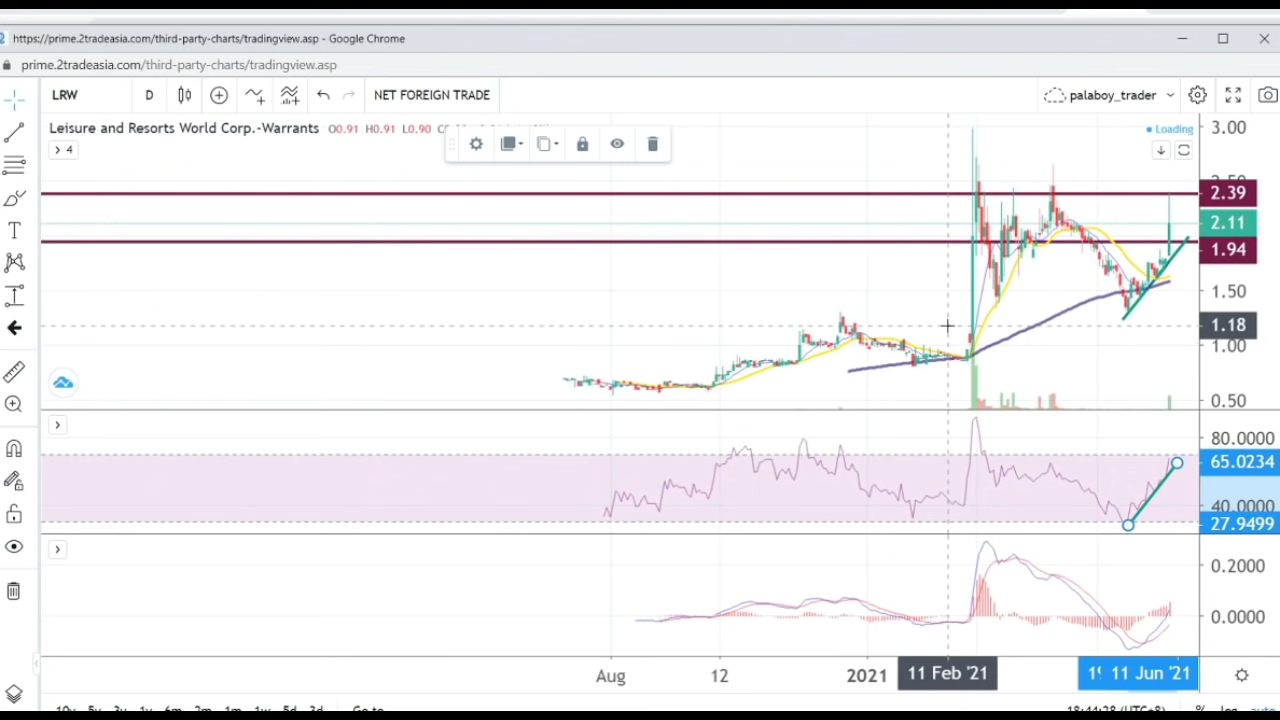 https://prime.2tradeasia.com/third-party-charts/tradingview.asp - Google Chrome
prime.2tradeasia.com/third-party-charts/tradingview.asp
LRW D NET FOREIGN TRADE palaboy_trader
Leisure and Resorts World Corp.-Warrants O0.91 H0.91 L0.90
Loading
4
3.00
2.39
2.11
1.94
1.50
1.18
1.00
0.50
80.0000
65.0234
40.0000
27.9499
0.2000
0.0000
Aug 12 2021 11 Feb '21 11 Jun '21